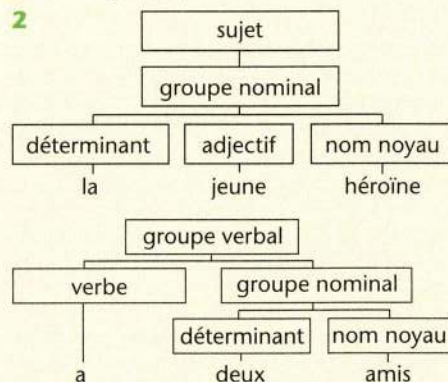 2
sujet
groupe nominal
déterminant adjectif nom noyau
la jeune héroïne
groupe verbal
verbe groupe nominal
déterminant nom noyau
a deux amis